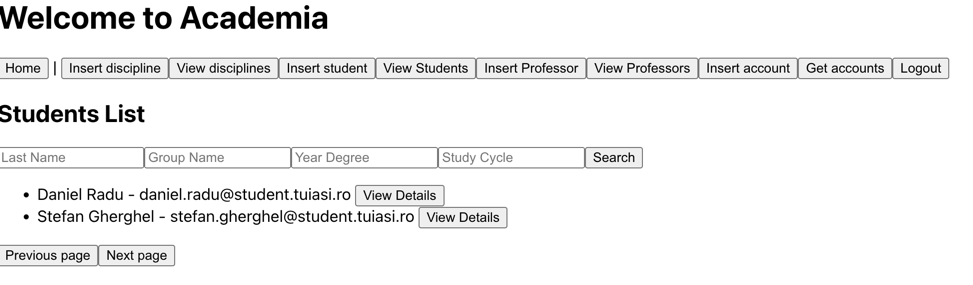 Welcome to Academia
Home | Insert discipline View disciplines Insert student View Students Insert Professor View Professors Insert account Get accounts Logout
Students List
Last Name Group Name Year Degree Study Cycle Search
• Daniel Radu - daniel.radu@student.tuiasi.ro View Details
• Stefan Gherghel - stefan.gherghel@student.tuiasi.ro View Details
Previous page Next page